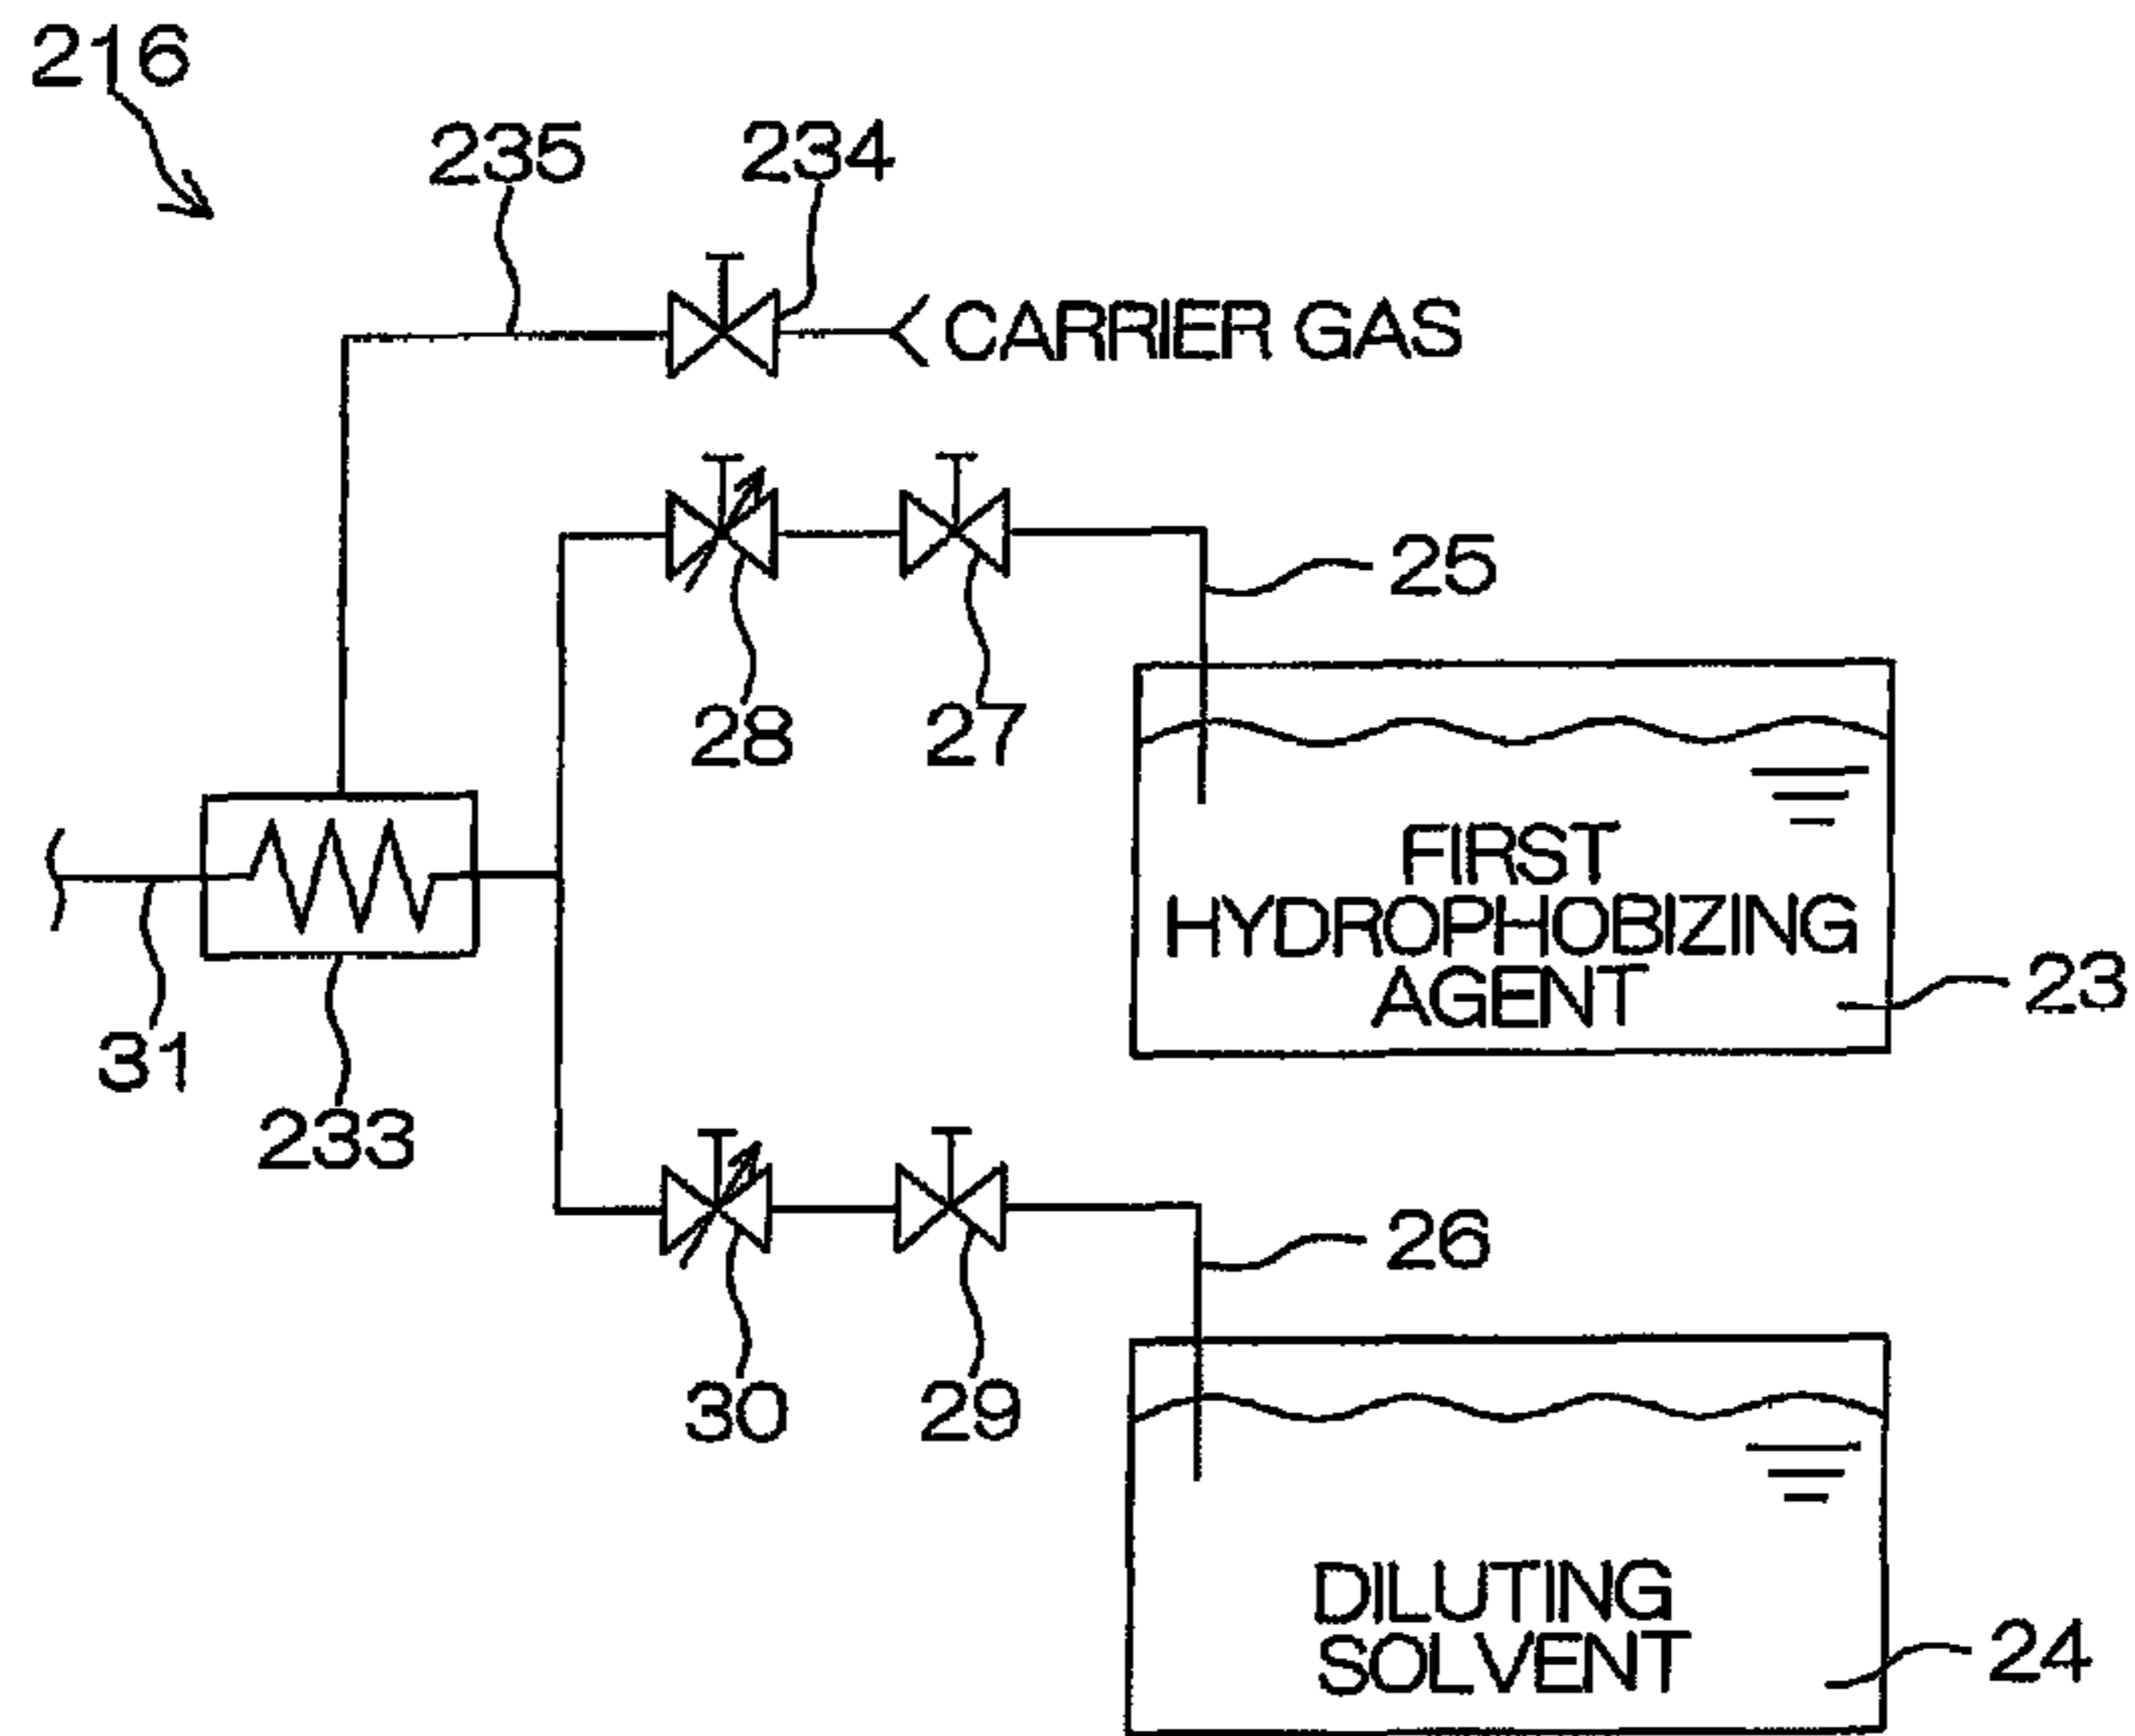 216
235
234
CARRIER GAS
25
28
27
FIRST
HYDROPHOBIZING
AGENT
23
31
233
26
30
29
DILUTING
SOLVENT
24